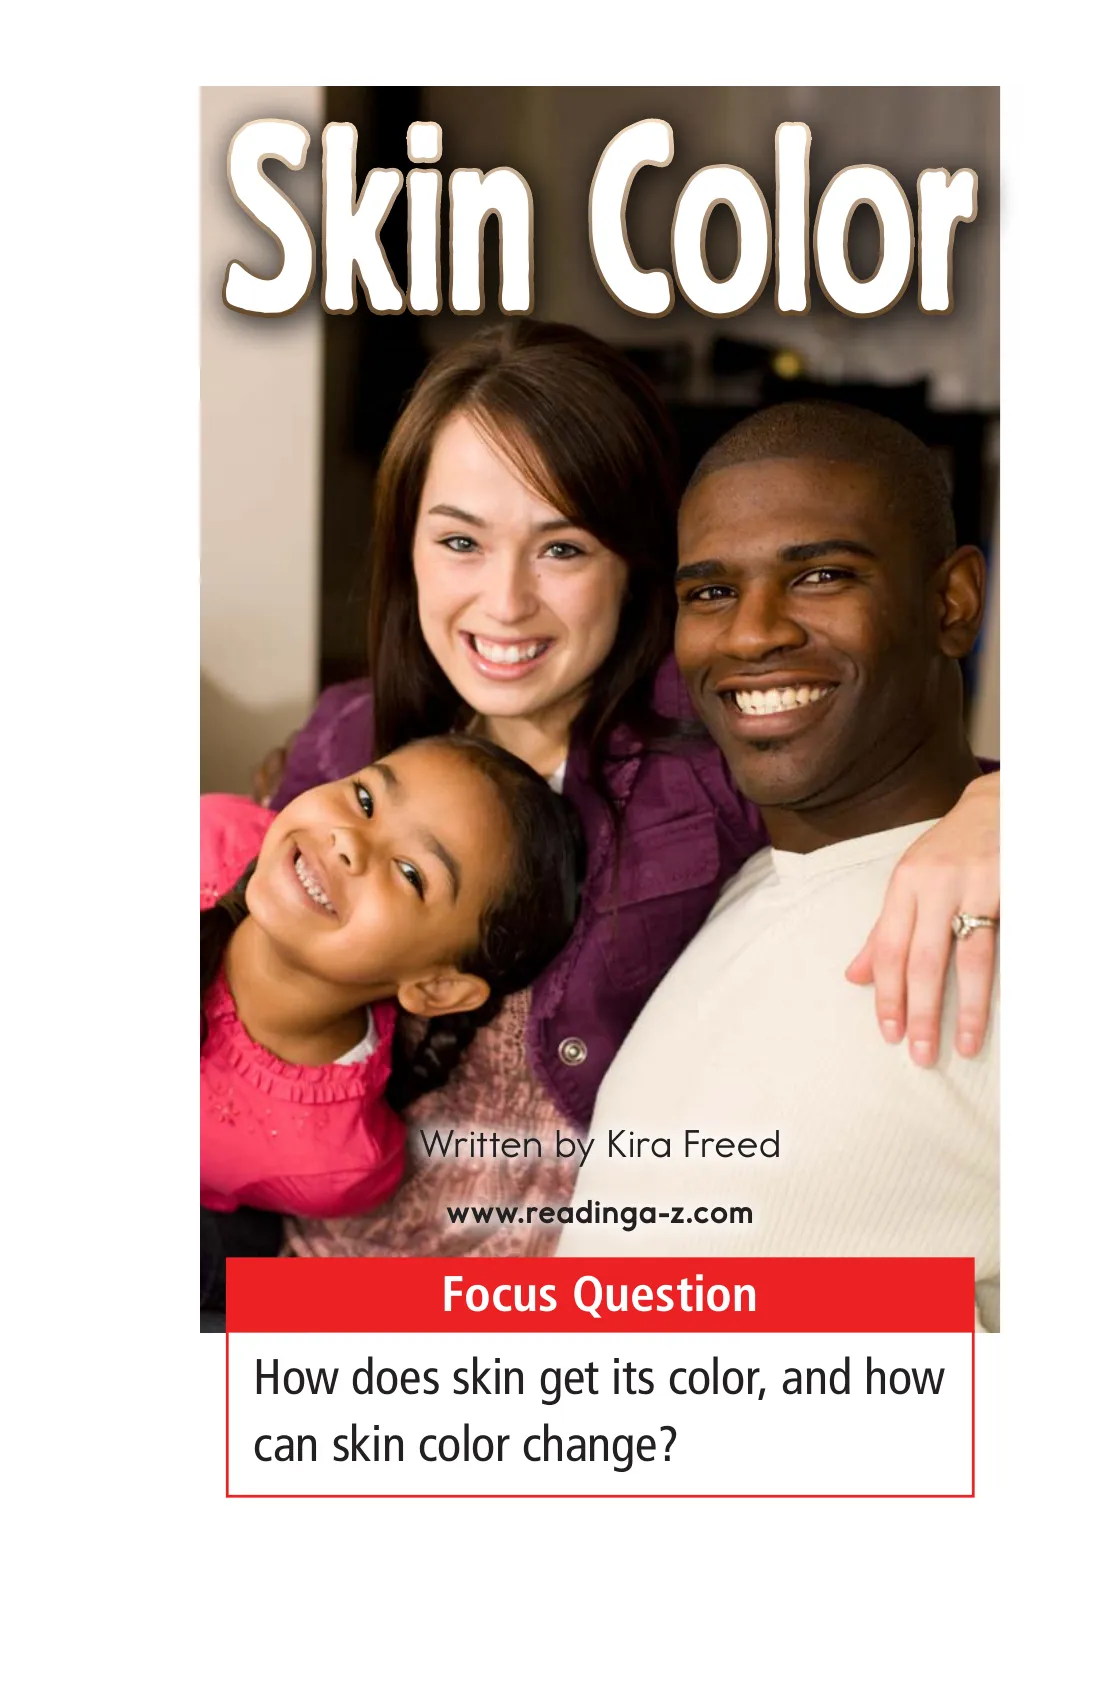 Skin Color
Written by Kira Freed
www.readinga-z.com
Focus Question
How does skin get its color, and how
can skin color change?